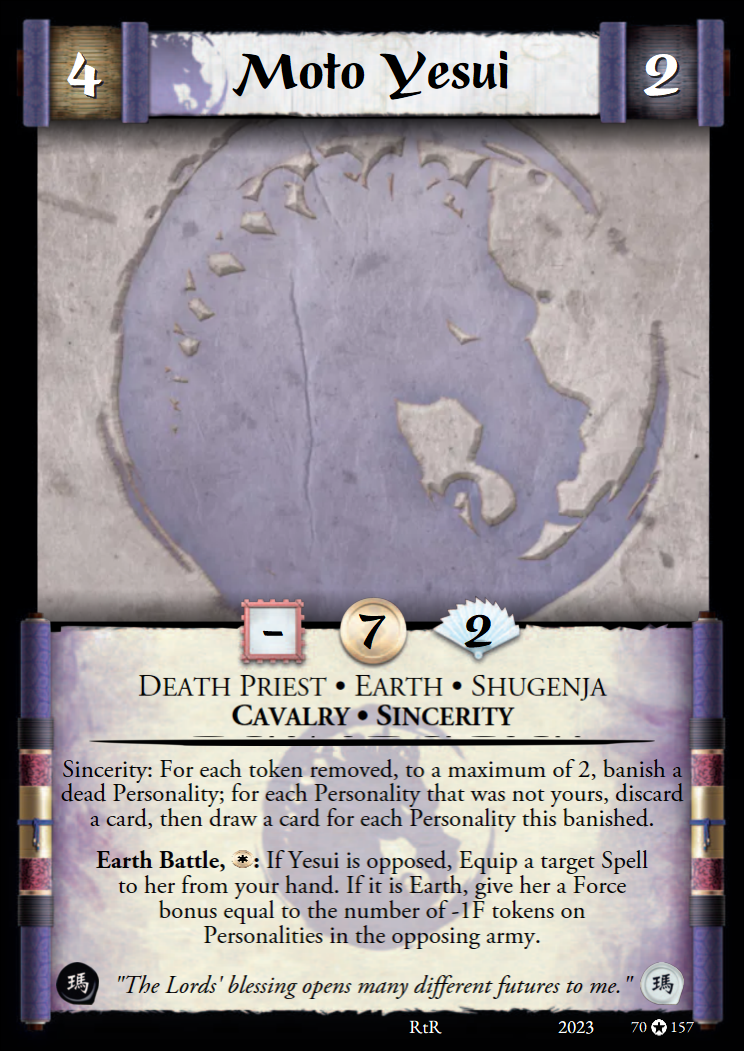 4
Moto Yesui
2
-
7
2
DEATH PRIEST • EARTH • SHUGENJA
CAVALRY • SINCERITY
Sincerity: For each token removed, to a maximum of 2, banish a
dead Personality; for each Personality that was not yours, discard
a card, then draw a card for each Personality this banished.
Earth Battle, : If Yesui is opposed, Equip a target Spell
to her from your hand. If it is Earth, give her a Force
bonus equal to the number of -1F tokens on
Personalities in the opposing army.
瑪
"The Lords' blessing opens many different futures to me."
瑪
RtR
2023
70 157